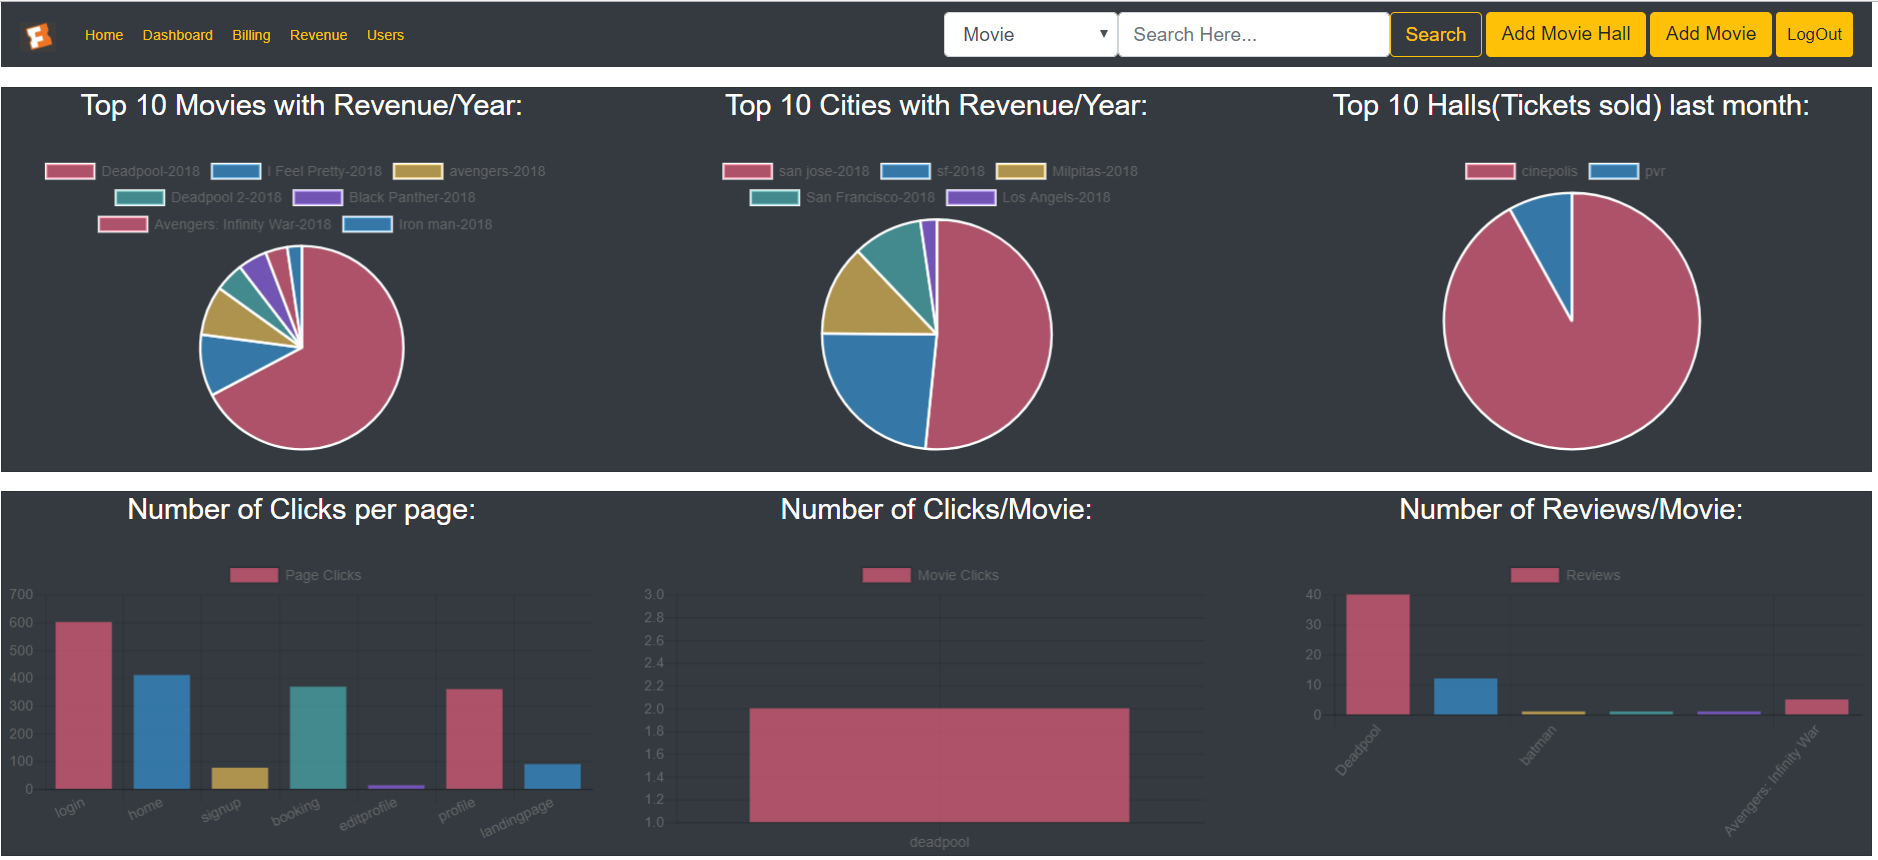 Home Dashboard Billing Revenue Users Movie Search Here... Search Add Movie Hall Add Movie LogOut
Top 10 Movies with Revenue/Year:
Deadpool-2018 I Feel Pretty-2018 avengers-2018
Deadpool 2-2018 Black Panther-2018
Avengers: Infinity War-2018 Iron man-2018
Top 10 Cities with Revenue/Year:
san jose-2018 sf-2018 Milpitas-2018
San Francisco-2018 Los Angels-2018
Top 10 Halls(Tickets sold) last month:
cinepolis pvr
Number of Clicks per page:
Page Clicks
700
600
500
400
300
200
100
0
login home signup booking editprofile profile landingpage
Number of Clicks/Movie:
Movie Clicks
3.0
2.8
2.6
2.4
2.2
2.0
1.8
1.6
1.4
1.2
1.0
deadpool
Number of Reviews/Movie:
Reviews
40
30
20
10
0
Deadpool batman Avengers: Infinity War